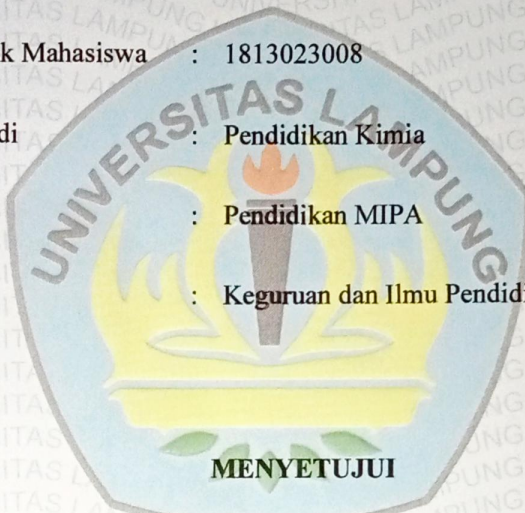 k Mahasiswa : 1813023008
di : Pendidikan Kimia
: Pendidikan MIPA
: Keguruan dan Ilmu Pendidi
UNIVERSITAS LAMPUNG
MENYETUJUI